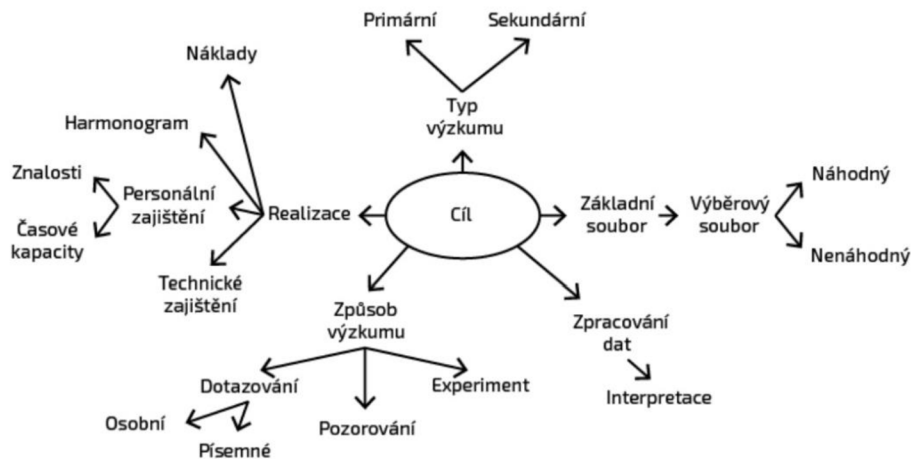 Primární
Sekundární
Náklady
Typ
výzkumu
Harmonogram
Znalosti
Personální
zajištění
Realizace
Cíl
Základní
soubor
Výběrový
soubor
Náhodný
Časové
kapacity
Nenáhodný
Technické
zajištění
Způsob
výzkumu
Zpracování
dat
Dotazování
Experiment
Interpretace
Osobní
Písemné
Pozorování